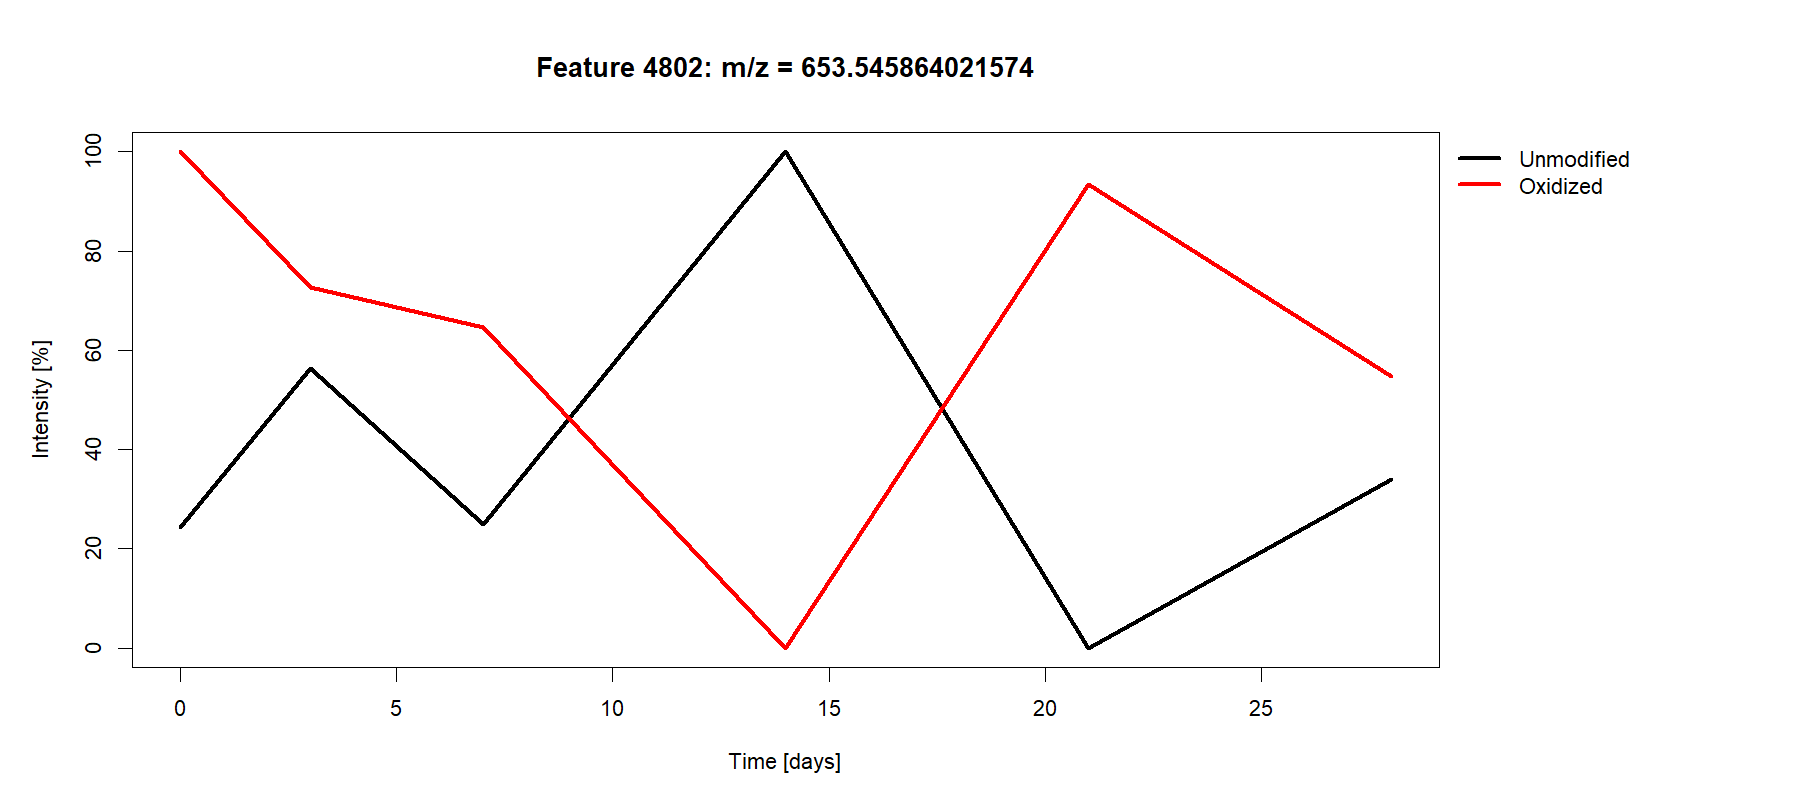 Feature 4802: m/z = 653.545864021574
Unmodified
Oxidized
Intensity [%]
100
80
60
40
20
0
0 5 10 15 20 25
Time [days]